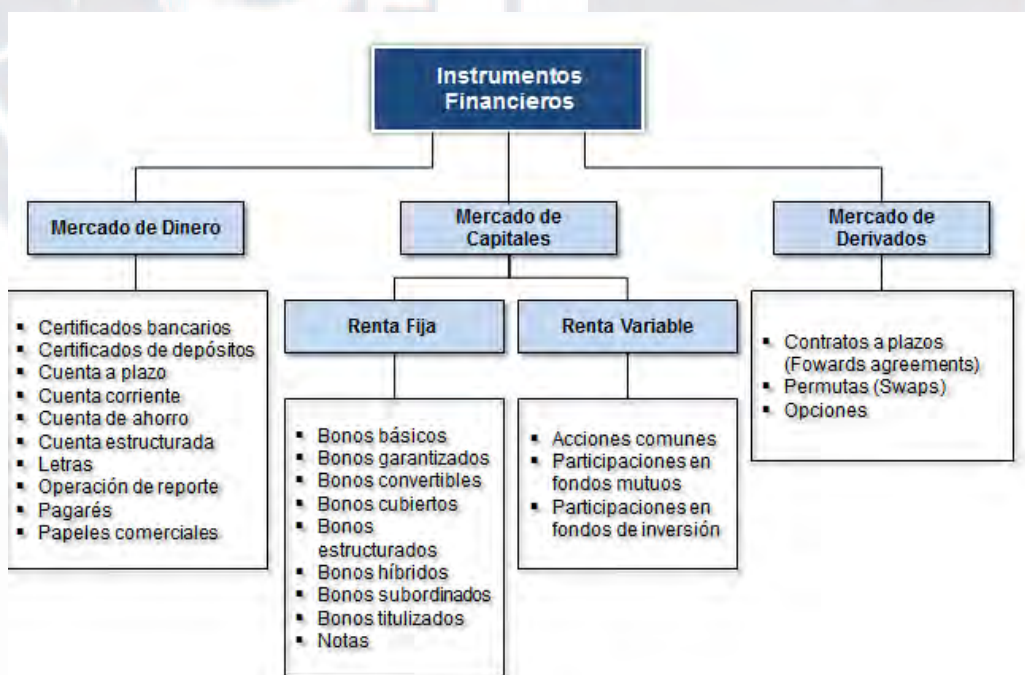 Instrumentos
Financieros
Mercado de Dinero
Mercado de
Capitales
Mercado de
Derivados
▪ Certificados bancarios
▪ Certificados de depósitos
▪ Cuenta a plazo
▪ Cuenta corriente
▪ Cuenta de ahorro
▪ Cuenta estructurada
▪ Letras
▪ Operación de reporte
▪ Pagarés
▪ Papeles comerciales
Renta Fija
▪ Bonos básicos
▪ Bonos garantizados
▪ Bonos convertibles
▪ Bonos cubiertos
▪ Bonos
estructurados
▪ Bonos híbridos
▪ Bonos subordinados
▪ Bonos titulizados
▪ Notas
Renta Variable
▪ Acciones comunes
▪ Participaciones en
fondos mutuos
▪ Participaciones en
fondos de inversión
▪ Contratos a plazos
(Fowards agreements)
▪ Permutas (Swaps)
▪ Opciones